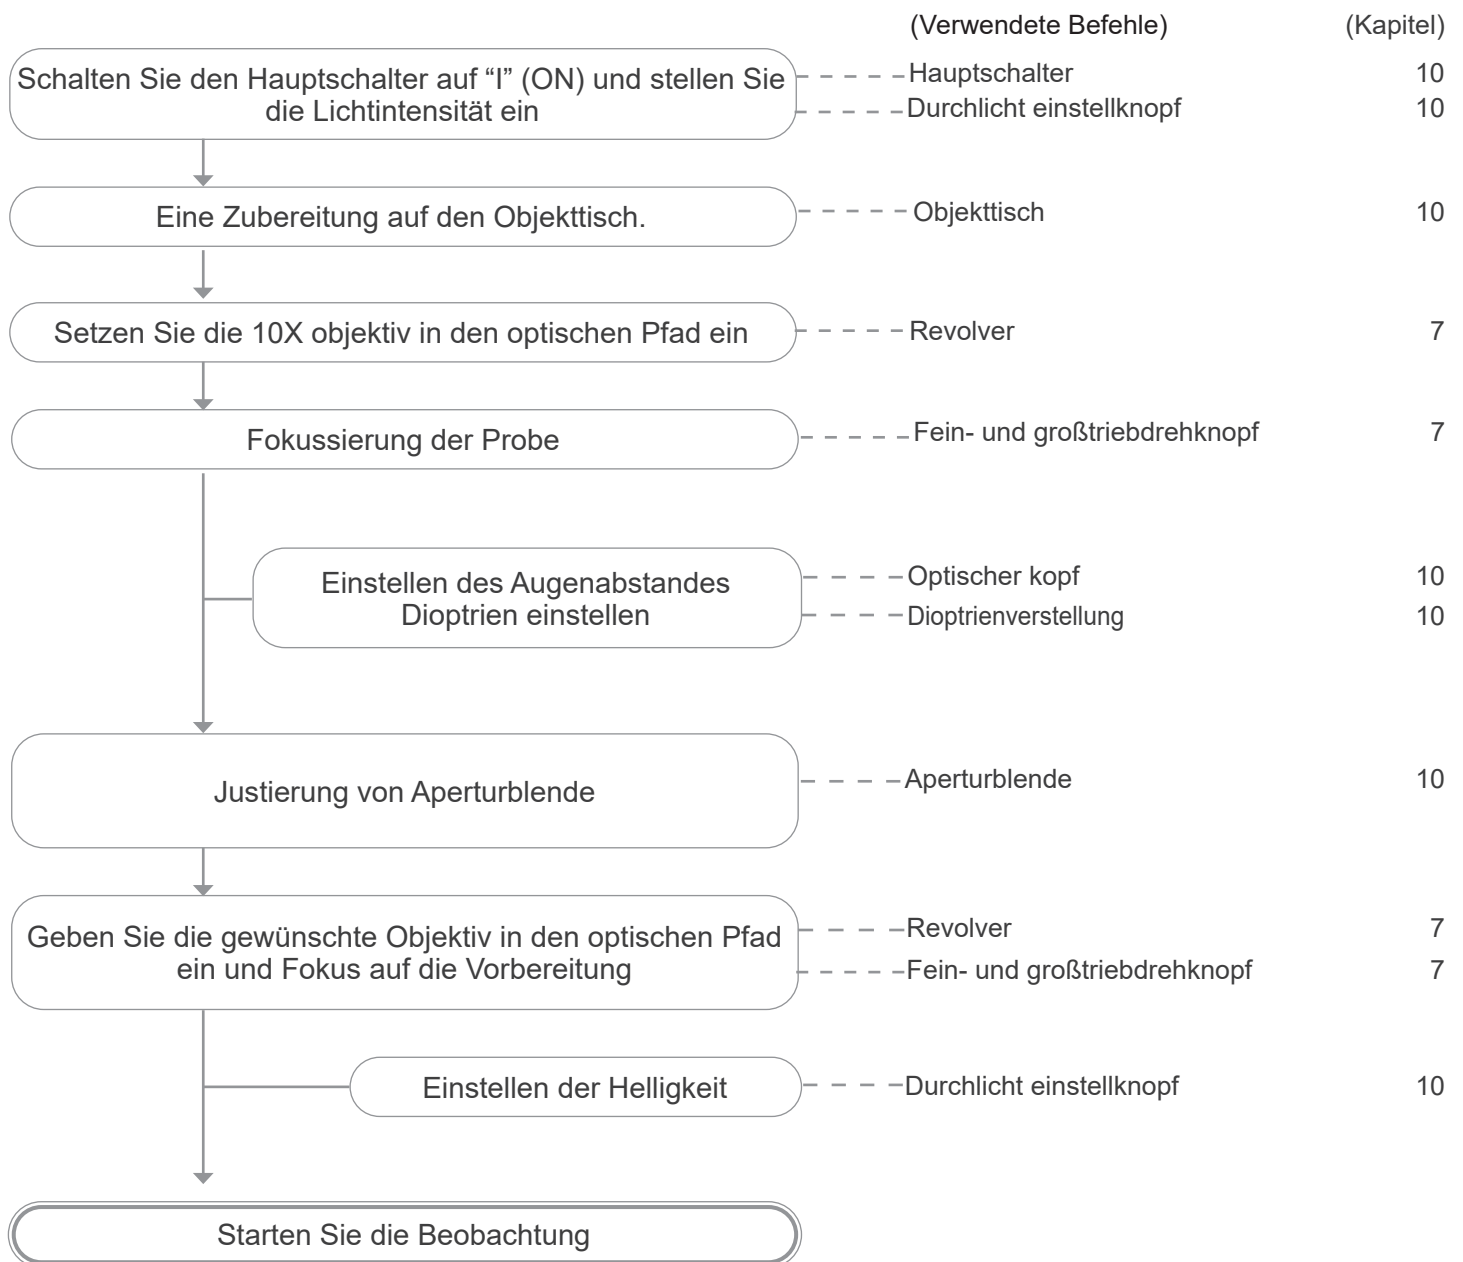 (Verwendete Befehle) (Kapitel)
Schalten Sie den Hauptschalter auf “I” (ON) und stellen Sie
die Lichtintensität ein
Hauptschalter 10
Durchlicht einstellknopf 10
Eine Zubereitung auf den Objekttisch.
Objekttisch 10
Setzen Sie die 10X objektiv in den optischen Pfad ein
Revolver 7
Fokussierung der Probe
Fein- und großtriebdrehknopf 7
Einstellen des Augenabstandes
Dioptrien einstellen
Optischer kopf 10
Dioptrienverstellung 10
Justierung von Aperturblende
Aperturblende 10
Geben Sie die gewünschte Objektiv in den optischen Pfad
ein und Fokus auf die Vorbereitung
Revolver 7
Fein- und großtriebdrehknopf 7
Einstellen der Helligkeit
Durchlicht einstellknopf 10
Starten Sie die Beobachtung